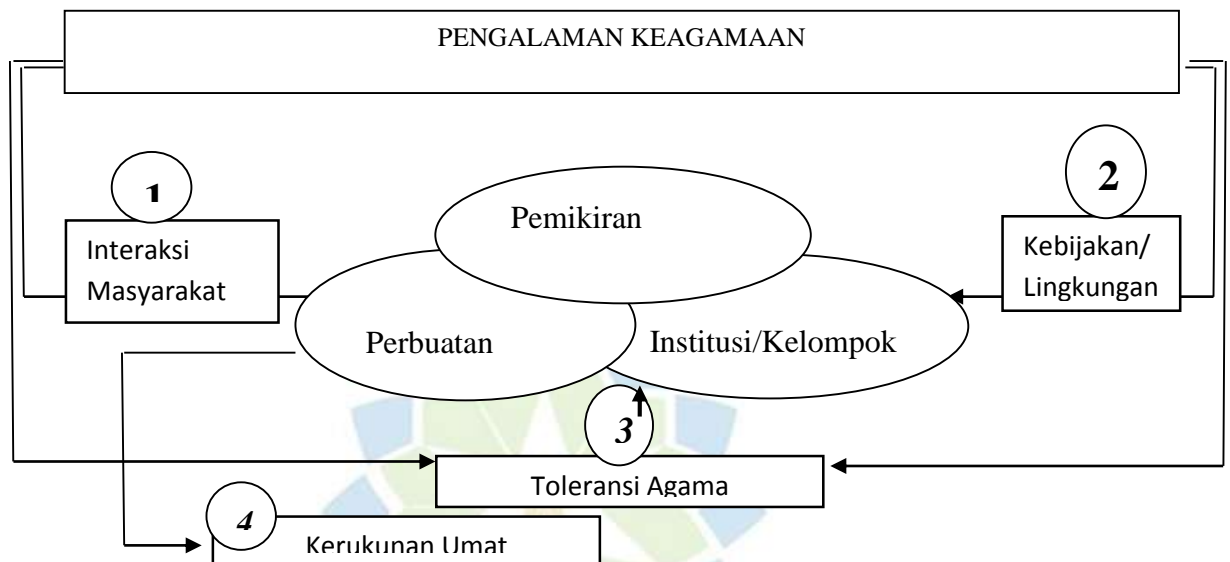 PENGALAMAN KEAGAMAAN
1
2
Interaksi
Masyarakat
Pemikiran
Kebijakan/
Lingkungan
Perbuatan
Institusi/Kelompok
3
Toleransi Agama
4
Kerukunan Umat